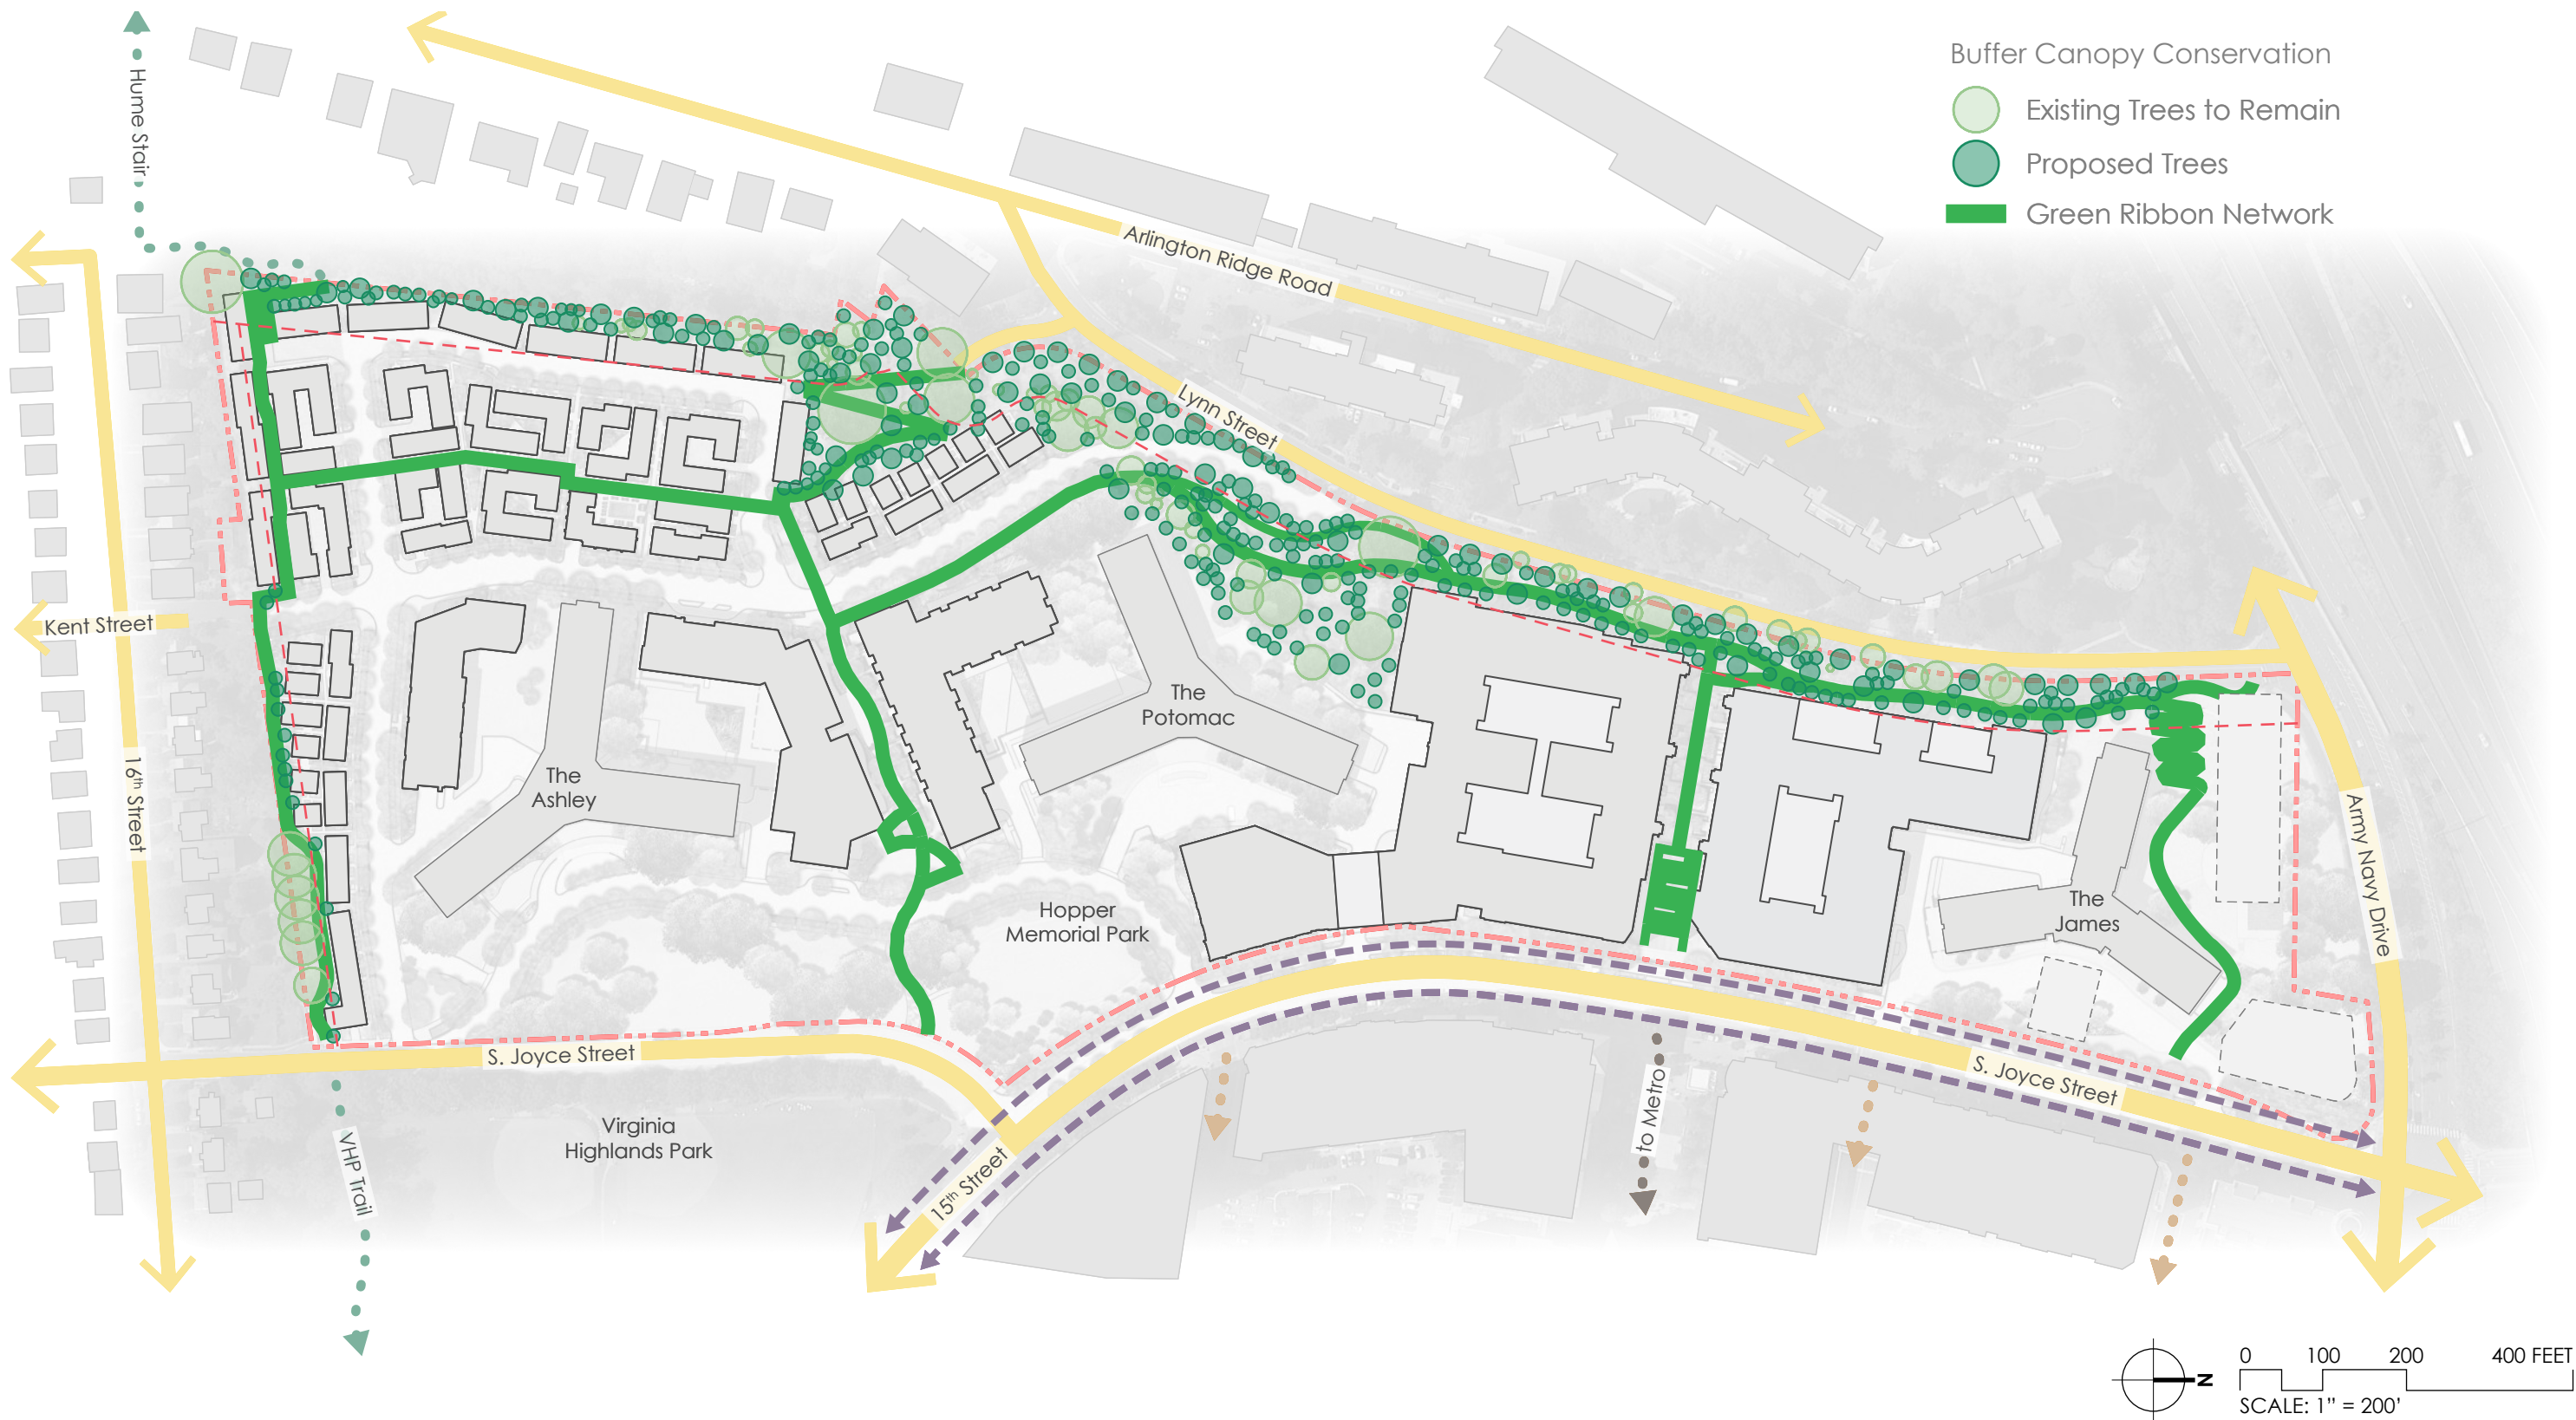 Buffer Canopy Conservation
Existing Trees to Remain
Proposed Trees
Green Ribbon Network
Hume Stair
Arlington Ridge Road
Lynn Street
Kent Street
16th Street
The
Ashley
The
Potomac
Hopper
Memorial Park
The
James
Army Navy Drive
S. Joyce Street
S. Joyce Street
Virginia
Highlands Park
VHP Trail
15th Street
to Metro
N
0 100 200 400 FEET
SCALE: 1” = 200’